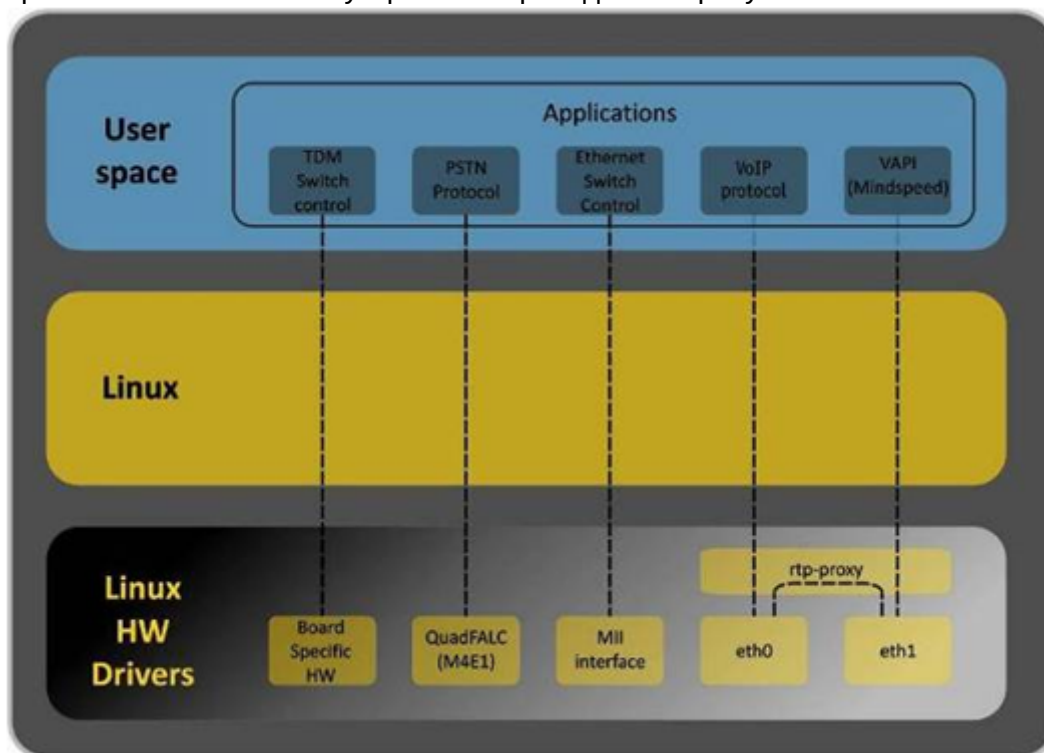 User
space
Applications
TDM
Switch
control
PSTN
Protocol
Ethernet
Switch
Control
VoIP
protocol
VAPI
(Mindspeed)
Linux
Linux
HW
Drivers
rtp-proxy
Board
Specific
HW
QuadFALC
(M4E1)
MII
interface
eth0
eth1